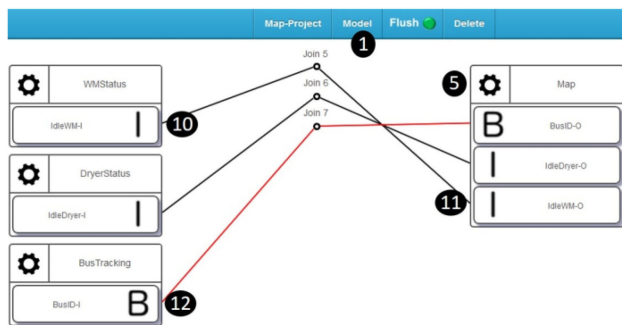 Map-Project Model Flush Delete
1
Join 5
Join 6
Join 7
WMStatus
IdleWM-I I
10
DryerStatus
IdleDryer-I I
BusTracking
BusID-I B
12
5
Map
B BusID-O
I IdleDryer-O
I IdleWM-O
11